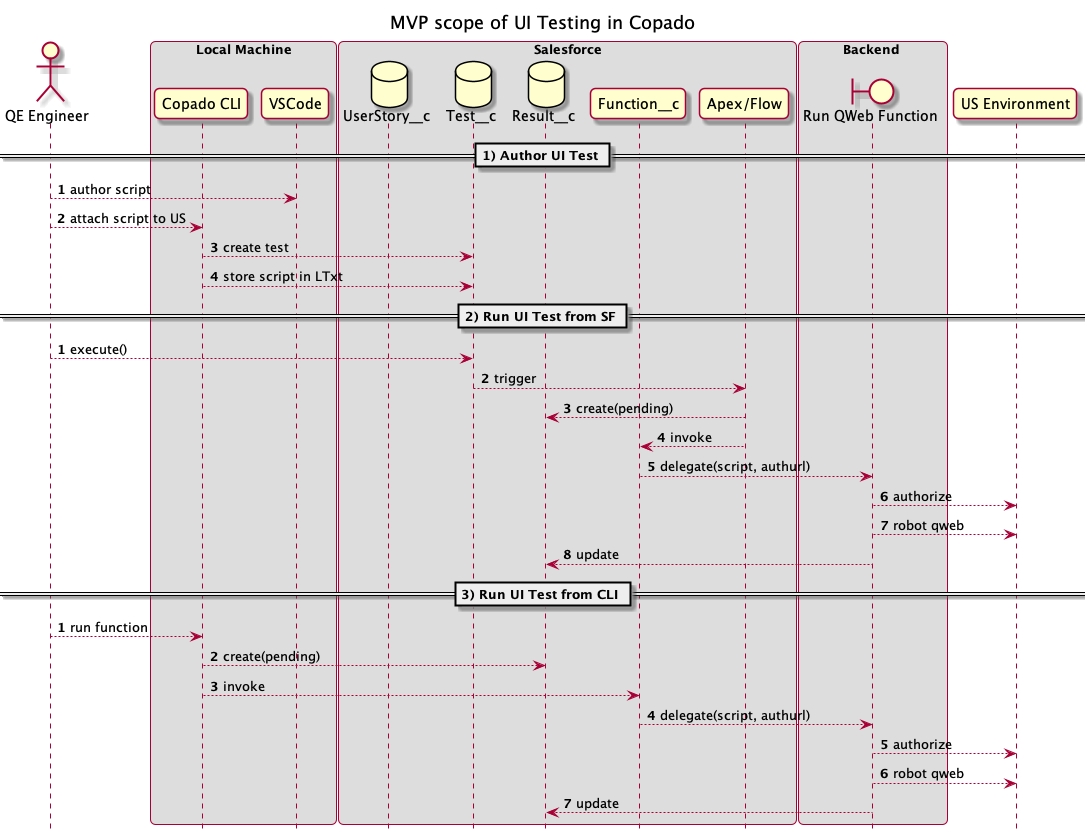 MVP scope of UI Testing in Copado
Local Machine
Salesforce
Backend
QE Engineer
Copado CLI
VSCode
UserStory__c
Test__c
Result__c
Function__c
Apex/Flow
Run QWeb Function
US Environment
1) Author UI Test
1 author script
2 attach script to US
3 create test
4 store script in LTxt
2) Run UI Test from SF
1 execute()
2 trigger
3 create(pending)
4 invoke
5 delegate(script, authurl)
6 authorize
7 robot qweb
8 update
3) Run UI Test from CLI
1 run function
2 create(pending)
3 invoke
4 delegate(script, authurl)
5 authorize
6 robot qweb
7 update